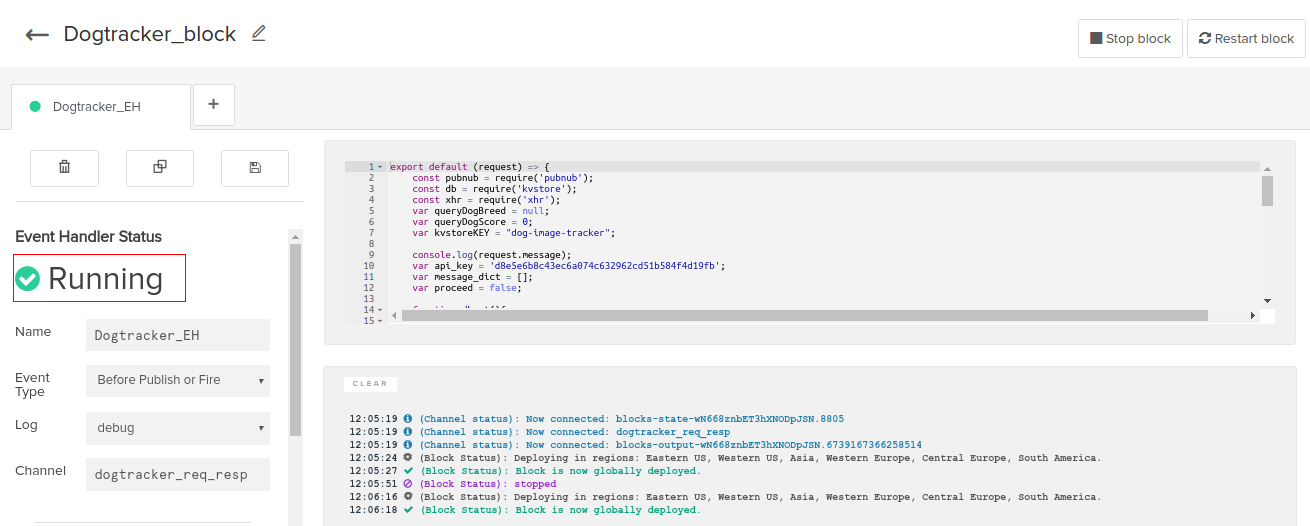 Dogtracker_block
Stop block
Restart block
Dogtracker_EH
+
Event Handler Status
Running
Name
Dogtracker_EH
Event Type
Before Publish or Fire
Log
debug
Channel
dogtracker_req_resp
1 export default (request) => {
2 const pubnub = require('pubnub');
3 const db = require('kvstore');
4 const xhr = require('xhr');
5 var queryDogBreed = null;
6 var queryDogScore = 0;
7 var kvstoreKEY = "dog-image-tracker";
8
9 console.log(request.message);
10 var api_key = 'd8e5e6b8c43ec6a074c632962cd51b584f4d19fb';
11 var message_dict = [];
12 var proceed = false;
13
14
15
CLEAR
12:05:19 (Channel status): Now connected: blocks-state-wN668znbET3hXNODpJSN.8805
12:05:19 (Channel status): Now connected: dogtracker_req_resp
12:05:19 (Channel status): Now connected: blocks-output-wN668znbET3hXNODpJSN.6739167366258514
12:05:24 (Block Status): Deploying in regions: Eastern US, Western US, Asia, Western Europe, Central Europe, South America.
12:05:27 (Block Status): Block is now globally deployed.
12:05:51 (Block Status): stopped
12:06:16 (Block Status): Deploying in regions: Eastern US, Western US, Asia, Western Europe, Central Europe, South America.
12:06:18 (Block Status): Block is now globally deployed.